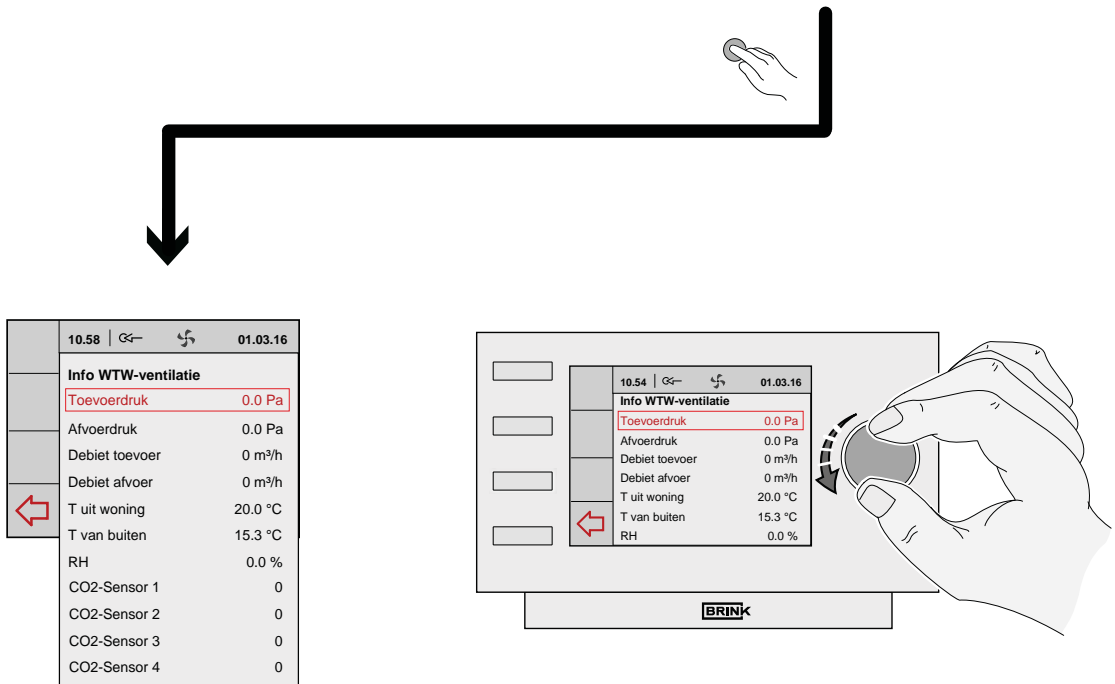 10.58 01.03.16
Info WTW-ventilatie
Toevoerdruk 0.0 Pa
Afvoerdruk 0.0 Pa
Debiet toevoer 0 m³/h
Debiet afvoer 0 m³/h
T uit woning 20.0 °C
T van buiten 15.3 °C
RH 0.0 %
CO2-Sensor 1 0
CO2-Sensor 2 0
CO2-Sensor 3 0
CO2-Sensor 4 0
10.54 01.03.16
Info WTW-ventilatie
Toevoerdruk 0.0 Pa
Afvoerdruk 0.0 Pa
Debiet toevoer 0 m³/h
Debiet afvoer 0 m³/h
T uit woning 20.0 °C
T van buiten 15.3 °C
RH 0.0 %
BRINK